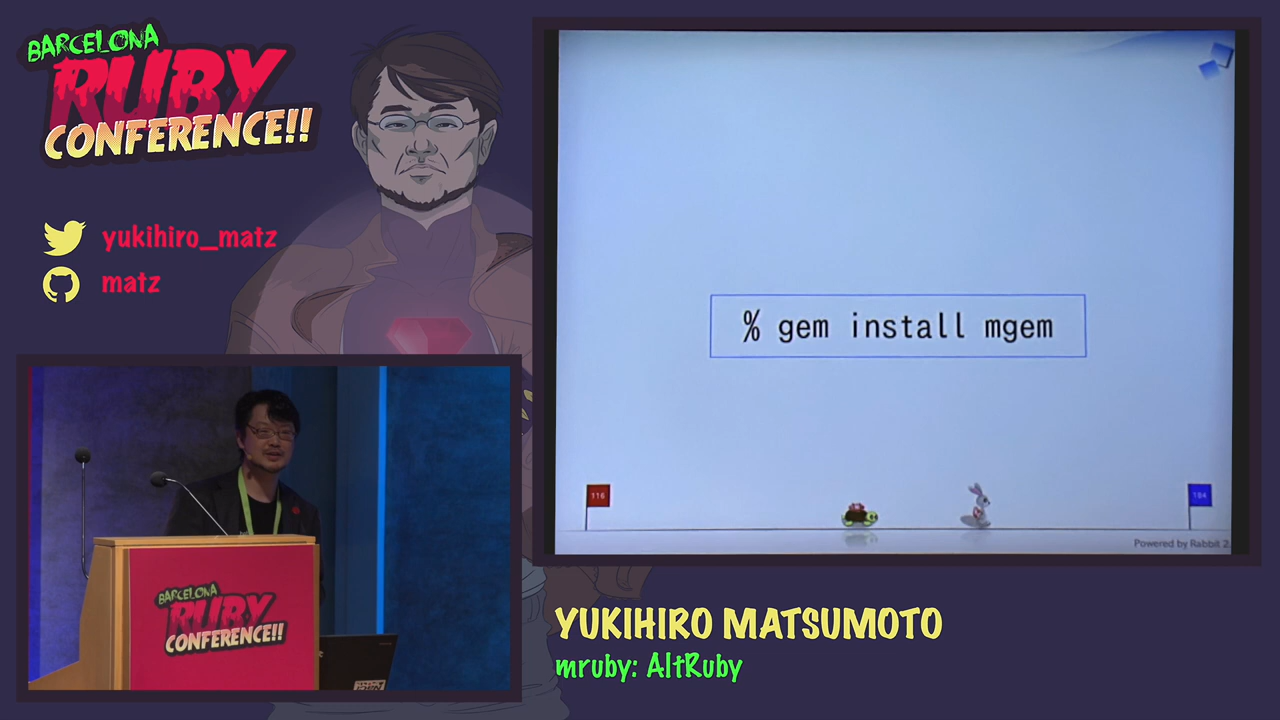 BARCELONA
RUBY
CONFERENCE!!
yukihiro_matz
matz
% gem install mgem
116
184
Powered by Rabbit 2
BARCELONA
RUBY
CONFERENCE!!
YUKIHIRO MATSUMOTO
mruby: AltRuby